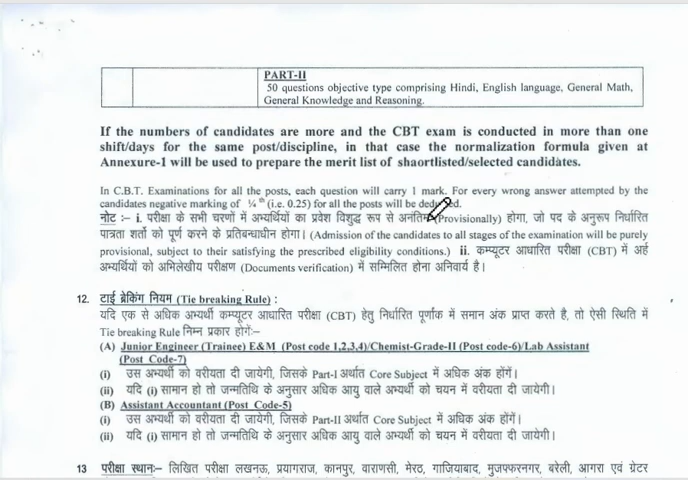 PART-II
50 questions objective type comprising Hindi, English language, General Math,
General Knowledge and Reasoning.
If the numbers of candidates are more and the CBT exam is conducted in more than one
shift/days for the same post/discipline, in that case the normalization formula given at
Annexure-1 will be used to prepare the merit list of shaortlisted/selected candidates.
In C.B.T. Examinations for all the posts, each question will carry 1 mark. For every wrong answer attempted by the
candidates negative marking of ¼ th (i.e. 0.25) for all the posts will be
नोट :– i. परीक्षा के सभी चरणों में अभ्यर्थियों का प्रवेश विशुद्ध रूप से अनंतिम (Provisionally) होगा, जो पद के अनुरूप निर्धारित
पात्रता शर्तो को पूर्ण करने के प्रतिबन्धाधीन होगा। (Admission of the candidates to all stages of the examination will be purely
provisional, subject to their satisfying the prescribed eligibility conditions.) ii. कम्प्यूटर आधारित परीक्षा (CBT) में अर्ह
अभ्यर्थियों को अभिलेखीय परीक्षण (Documents verification) में सम्मिलित होना अनिवार्य है।
12. टाई ब्रेकिंग नियम (Tie breaking Rule) :
यदि एक से अधिक अभ्यर्थी कम्प्यूटर आधारित परीक्षा (CBT) हेतु निर्धारित पूर्णांक में समान अंक प्राप्त करते है, तो ऐसी स्थिति में
Tie breaking Rule निम्न प्रकार होगें:–
(A) Junior Engineer (Trainee) E&M (Post code 1,2,3,4)/Chemist-Grade-II (Post code-6)/Lab Assistant
(Post Code-7)
(i) उस अभ्यर्थी को वरीयता दी जायेगी, जिसके Part-I अर्थात Core Subject में अधिक अंक होंगें।
(ii) यदि (i) सामान हो तो जन्मतिथि के अनुसार अधिक आयु वाले अभ्यर्थी को चयन में वरीयता दी जायेगी।
(B) Assistant Accountant (Post Code-5)
(i) उस अभ्यर्थी को वरीयता दी जायेगी, जिसके Part-II अर्थात Core Subject में अधिक अंक होंगें।
(ii) यदि (i) सामान हो तो जन्मतिथि के अनुसार अधिक आयु वाले अभ्यर्थी को चयन में वरीयता दी जायेगी।
13 परीक्षा स्थान:– लिखित परीक्षा लखनऊ, प्रयागराज, कानपुर, वाराणसी, मेरठ, गाजियाबाद, मुजफ्फरनगर, बरेली, आगरा एवं ग्रेटर